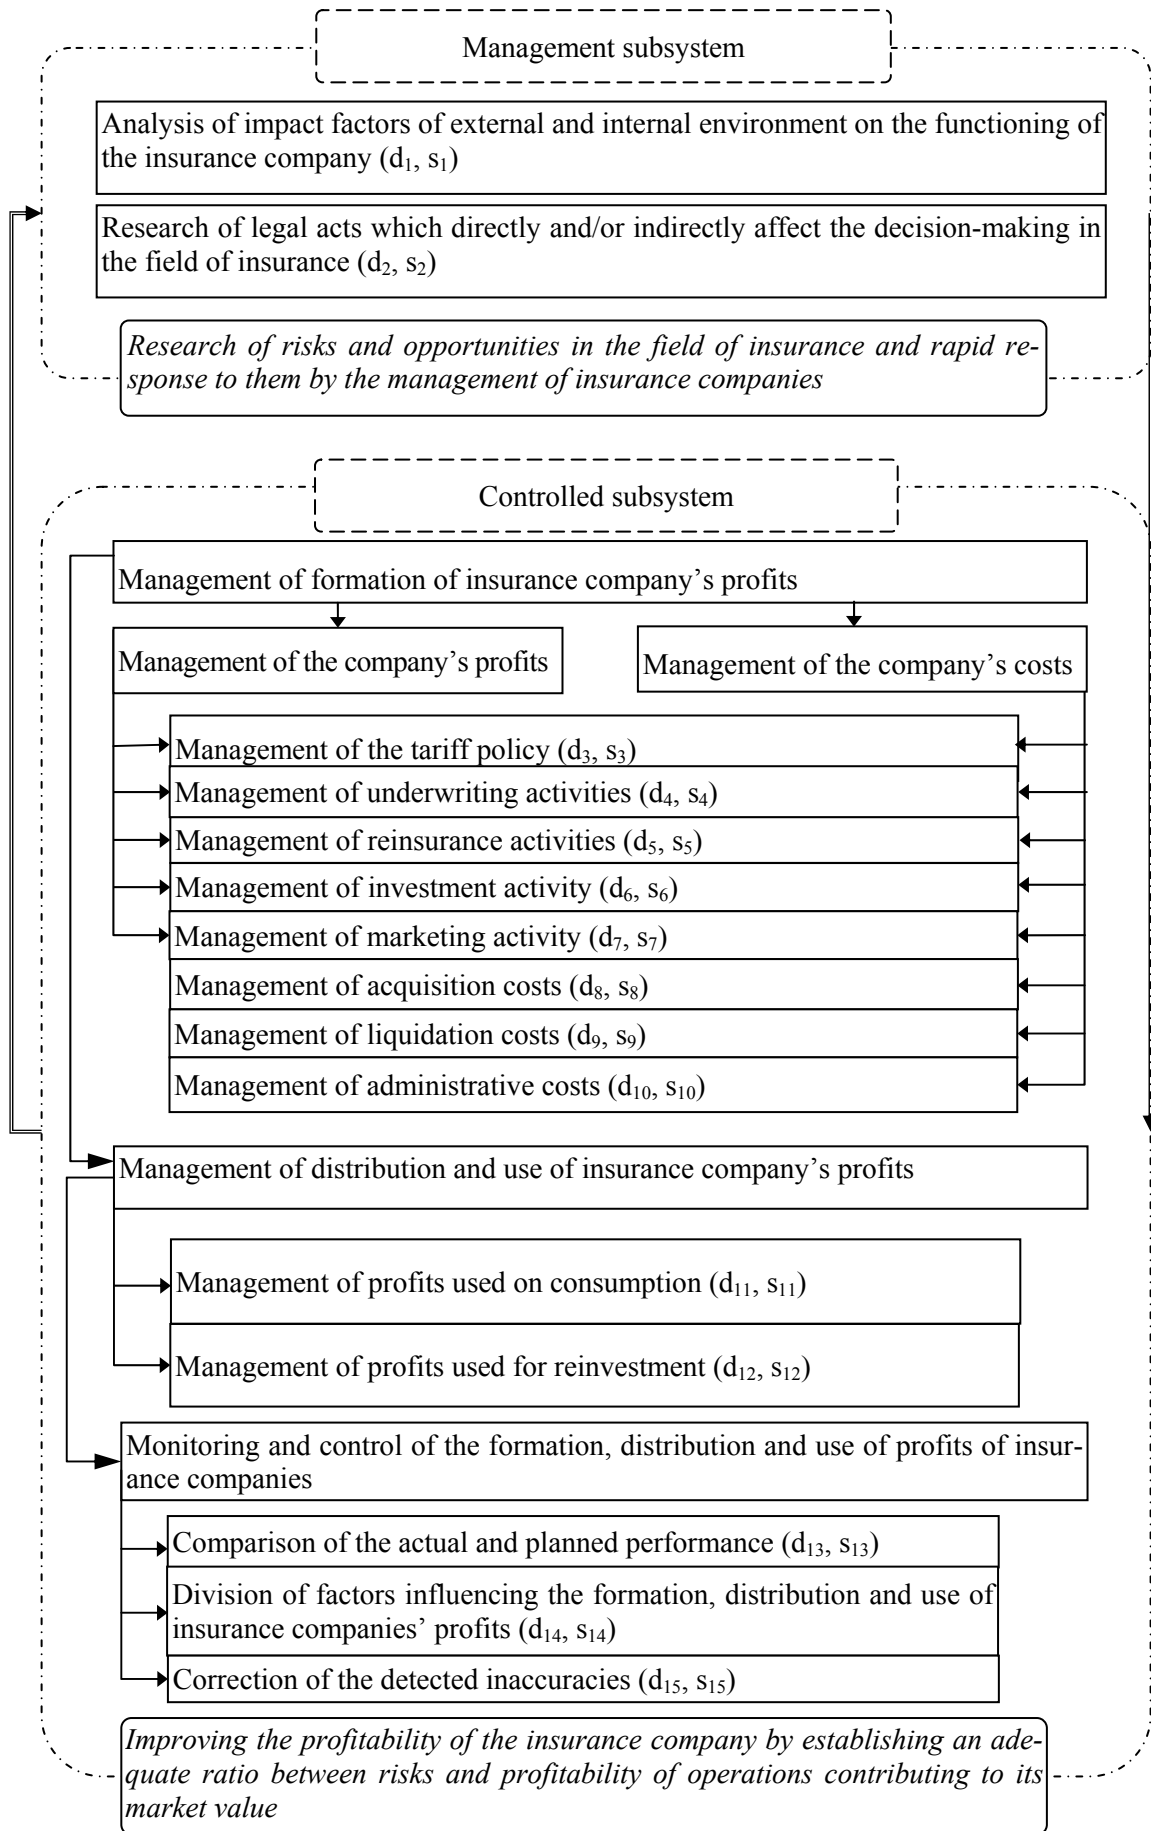 Management subsystem
Analysis of impact factors of external and internal environment on the functioning of
the insurance company (d₁, s₁)
Research of legal acts which directly and/or indirectly affect the decision-making in
the field of insurance (d₂, s₂)
Research of risks and opportunities in the field of insurance and rapid re-
sponse to them by the management of insurance companies
Controlled subsystem
Management of formation of insurance company’s profits
Management of the company’s profits
Management of the company’s costs
Management of the tariff policy (d₃, s₃)
Management of underwriting activities (d₄, s₄)
Management of reinsurance activities (d₅, s₅)
Management of investment activity (d₆, s₆)
Management of marketing activity (d₇, s₇)
Management of acquisition costs (d₈, s₈)
Management of liquidation costs (d₉, s₉)
Management of administrative costs (d₁₀, s₁₀)
Management of distribution and use of insurance company’s profits
Management of profits used on consumption (d₁₁, s₁₁)
Management of profits used for reinvestment (d₁₂, s₁₂)
Monitoring and control of the formation, distribution and use of profits of insur-
ance companies
Comparison of the actual and planned performance (d₁₃, s₁₃)
Division of factors influencing the formation, distribution and use of
insurance companies’ profits (d₁₄, s₁₄)
Correction of the detected inaccuracies (d₁₅, s₁₅)
Improving the profitability of the insurance company by establishing an ade-
quate ratio between risks and profitability of operations contributing to its
market value